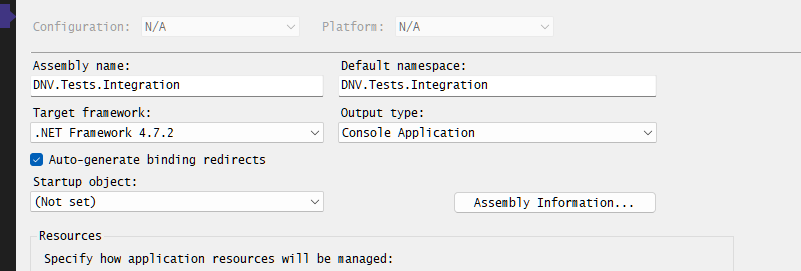 Configuration: N/A Platform: N/A
Assembly name: Default namespace:
DNV.Tests.Integration DNV.Tests.Integration
Target framework: Output type:
.NET Framework 4.7.2 Console Application
Auto-generate binding redirects
Startup object:
(Not set) Assembly Information...
Resources
Specify how application resources will be managed: